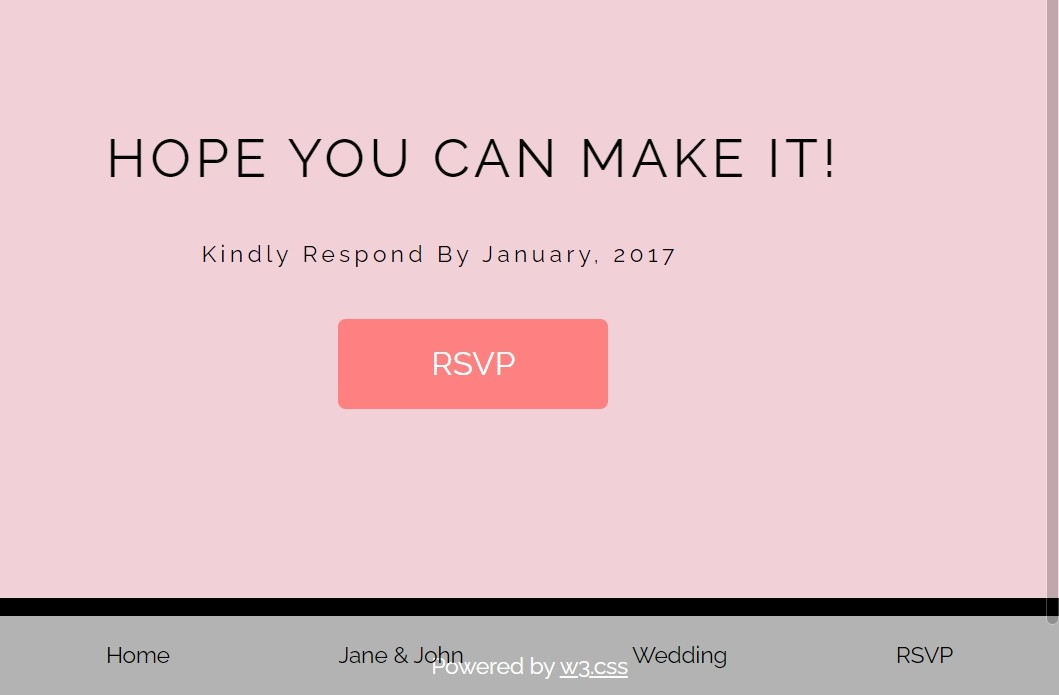 HOPE YOU CAN MAKE IT!
Kindly Respond By January, 2017
RSVP
Home Jane & John Wedding RSVP
Powered by w3.css